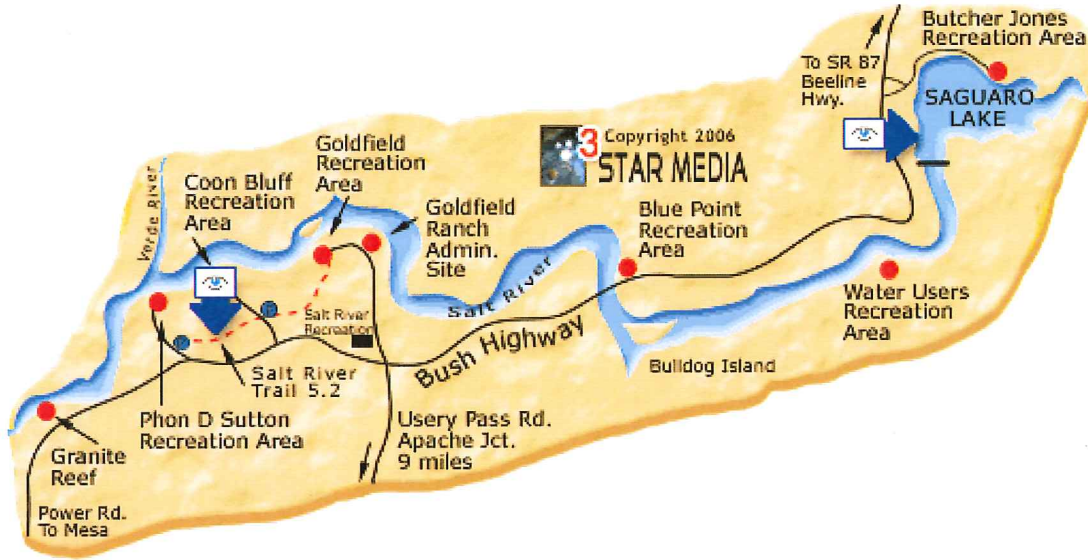 Butcher Jones
Recreation Area
To SR 87
Beeline
Hwy.
SAGUARO
LAKE
3
Copyright 2006
STAR MEDIA
Goldfield
Recreation
Area
Coon Bluff
Recreation
Area
Verde River
Goldfield
Ranch
Admin.
Site
Blue Point
Recreation
Area
Salt River
Water Users
Recreation
Area
Salt River
Recreation
Bush Highway
Bulldog Island
Salt River
Trail 5.2
Phon D Sutton
Recreation Area
Usery Pass Rd.
Apache Jct.
9 miles
Granite
Reef
Power Rd.
To Mesa